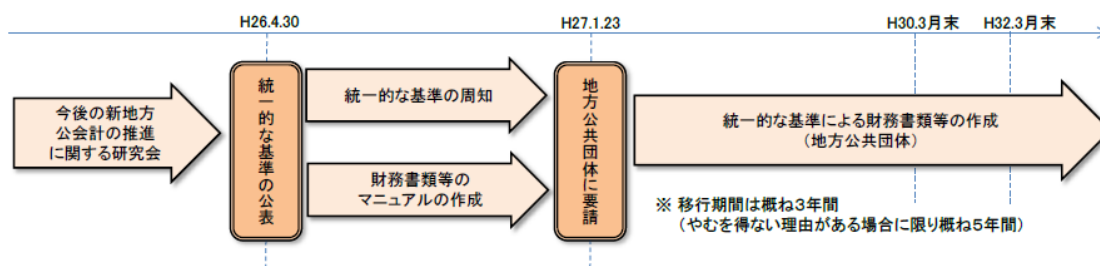 H26.4.30
H27.1.23
H30.3月末
H32.3月末
今後の新地方
公会計の推進
に関する研究会
統一的な基準の公表
統一的な基準の周知
財務書類等の
マニュアルの作成
地方公共団体に要請
統一的な基準による財務書類等の作成
（地方公共団体）
※ 移行期間は概ね３年間
（やむを得ない理由がある場合に限り概ね５年間）